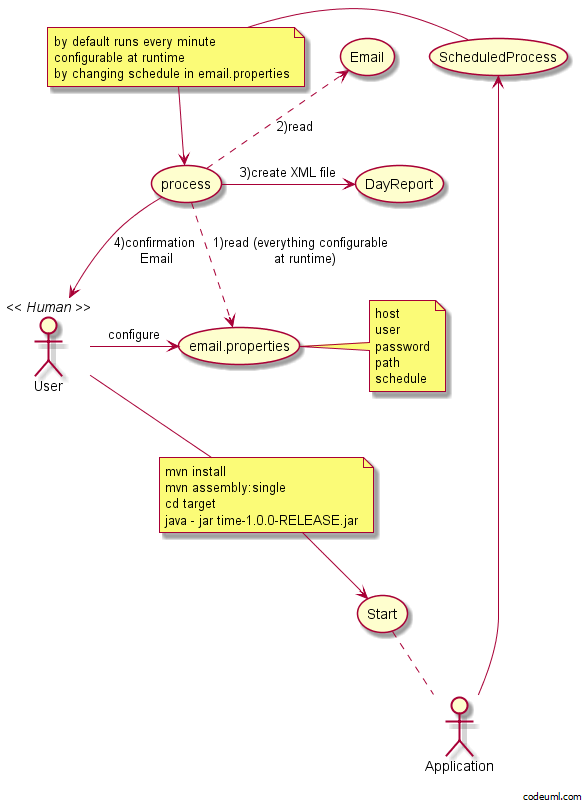 by default runs every minute
configurable at runtime
by changing schedule in email.properties
Email
ScheduledProcess
2)read
3)create XML file
process
DayReport
4)confirmation
Email
1)read (everything configurable
at runtime)
<< Human >>
host
user
password
path
schedule
configure
email.properties
User
mvn install
mvn assembly:single
cd target
java - jar time-1.0.0-RELEASE.jar
Start
Application
codeuml.com